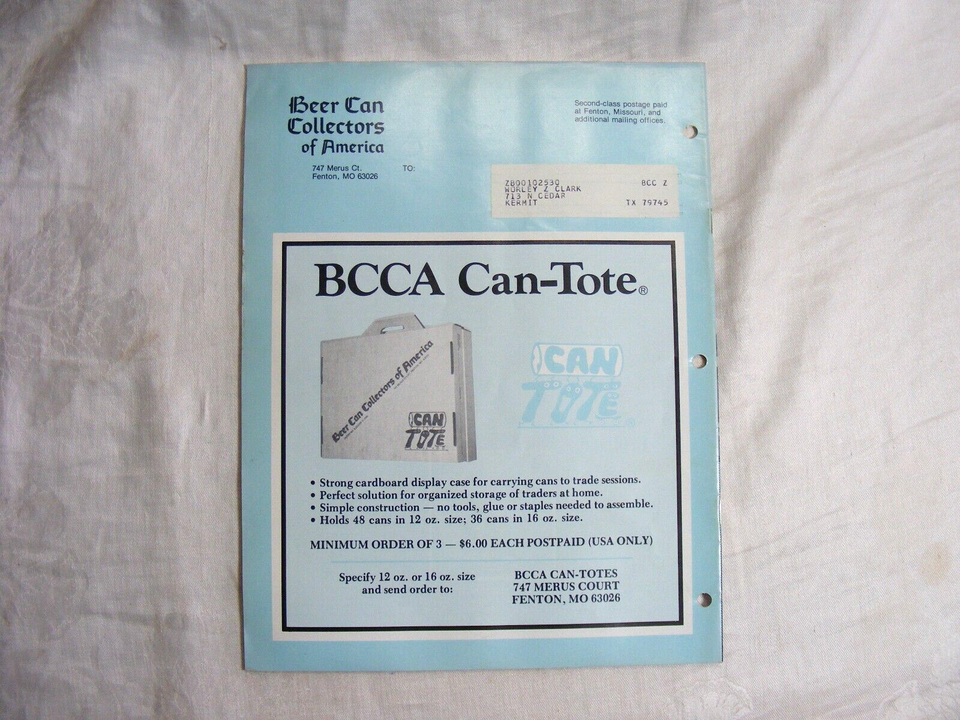 Beer Can
Collectors
of America
747 Merus Ct.
Fenton, MO 63026
TO:
Second-class postage paid
at Fenton, Missouri, and
additional mailing offices.
ZB00102530 BCC Z
WORLEY Z CLARK
713 N CEDAR
KERMIT TX 79745
BCCA Can-Tote®
Beer Can Collectors of America
CAN
TOTE
CAN
TOTE®
• Strong cardboard display case for carrying cans to trade sessions.
• Perfect solution for organized storage of traders at home.
• Simple construction — no tools, glue or staples needed to assemble.
• Holds 48 cans in 12 oz. size; 36 cans in 16 oz. size.
MINIMUM ORDER OF 3 — $6.00 EACH POSTPAID (USA ONLY)
Specify 12 oz. or 16 oz. size
and send order to:
BCCA CAN-TOTES
747 MERUS COURT
FENTON, MO 63026